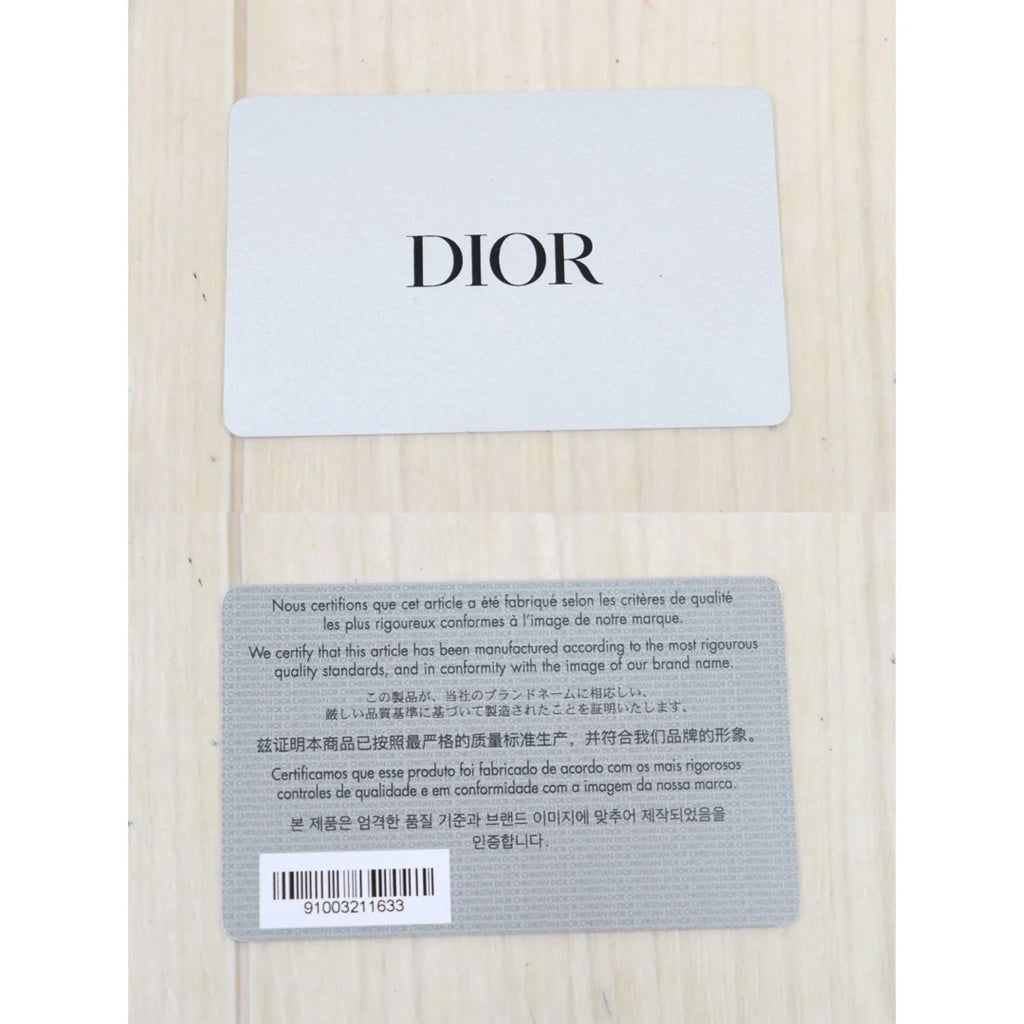 DIOR
Nous certifions que cet article a été fabriqué selon les critères de qualité
les plus rigoureux conformes à l'image de notre marque.
We certify that this article has been manufactured according to the most rigourous
quality standards, and in conformity with the image of our brand name.
この製品が、当社のブランドネームに相応しい、
厳しい品質基準に基づいて製造されたことを証明いたします。
兹证明本商品已按照最严格的质量标准生产，并符合我们品牌的形象。
Certificamos que esse produto foi fabricado de acordo com os mais rigorosos
controles de qualidade e em conformidade com a imagem da nossa marca.
본 제품은 엄격한 품질 기준과 브랜드 이미지에 맞추어 제작되었음을
인증합니다.
91003211633